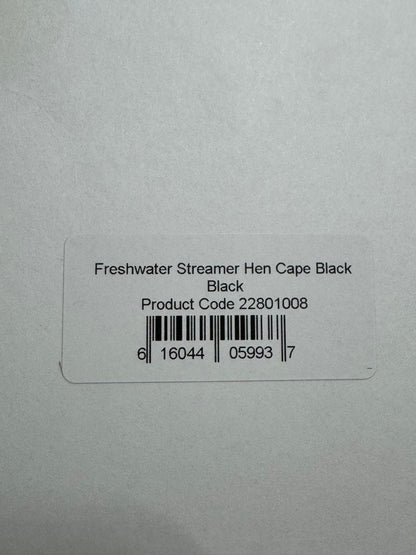 Freshwater Streamer Hen Cape Black
Black
Product Code 22801008
6 16044 05993 7